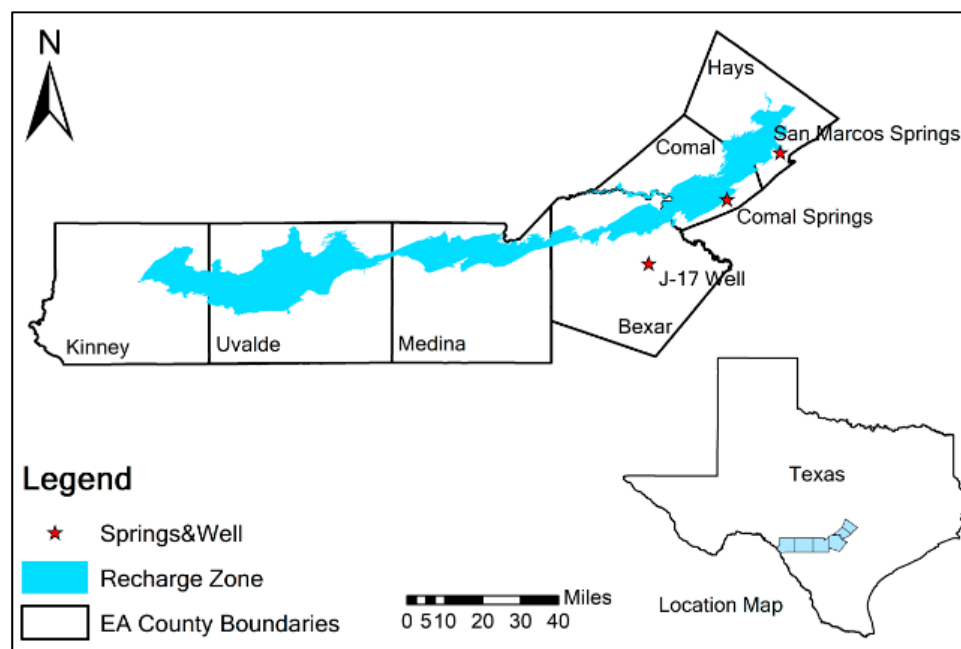 N
Hays
San Marcos Springs
Comal
Comal Springs
J-17 Well
Bexar
Kinney
Uvalde
Medina
Legend
Springs&Well
Recharge Zone
EA County Boundaries
Miles
0 5 10 20 30 40
Texas
Location Map